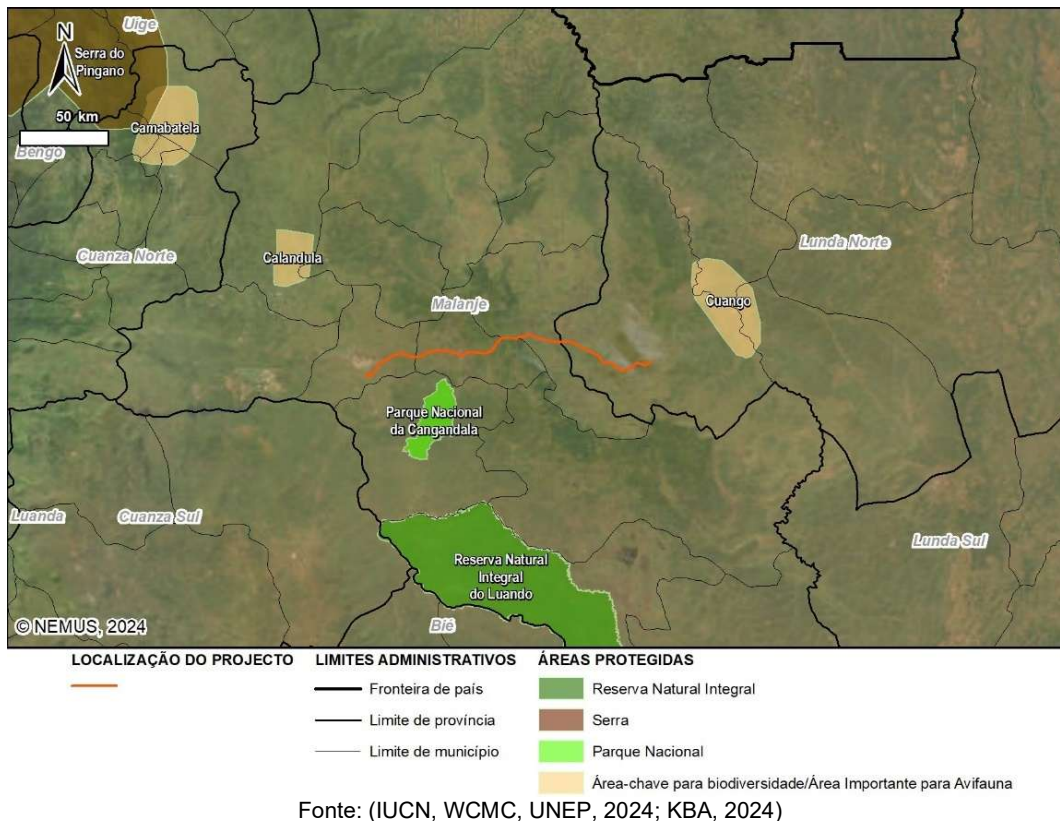 Uíge
N
Serra do
Pingano
50 km
Camabatela
Bengo
Cuanza Norte
Calandula
Lunda Norte
Cuango
Malanje
Parque Nacional
da Cangandala
Luanda
Cuanza Sul
Reserva Natural
Integral
do Luando
Lunda Sul
Bié
© NEMUS, 2024
LOCALIZAÇÃO DO PROJECTO
LIMITES ADMINISTRATIVOS
Fronteira de país
Limite de província
Limite de município
ÁREAS PROTEGIDAS
Reserva Natural Integral
Serra
Parque Nacional
Área-chave para biodiversidade/Área Importante para Avifauna
Fonte: (IUCN, WCMC, UNEP, 2024; KBA, 2024)